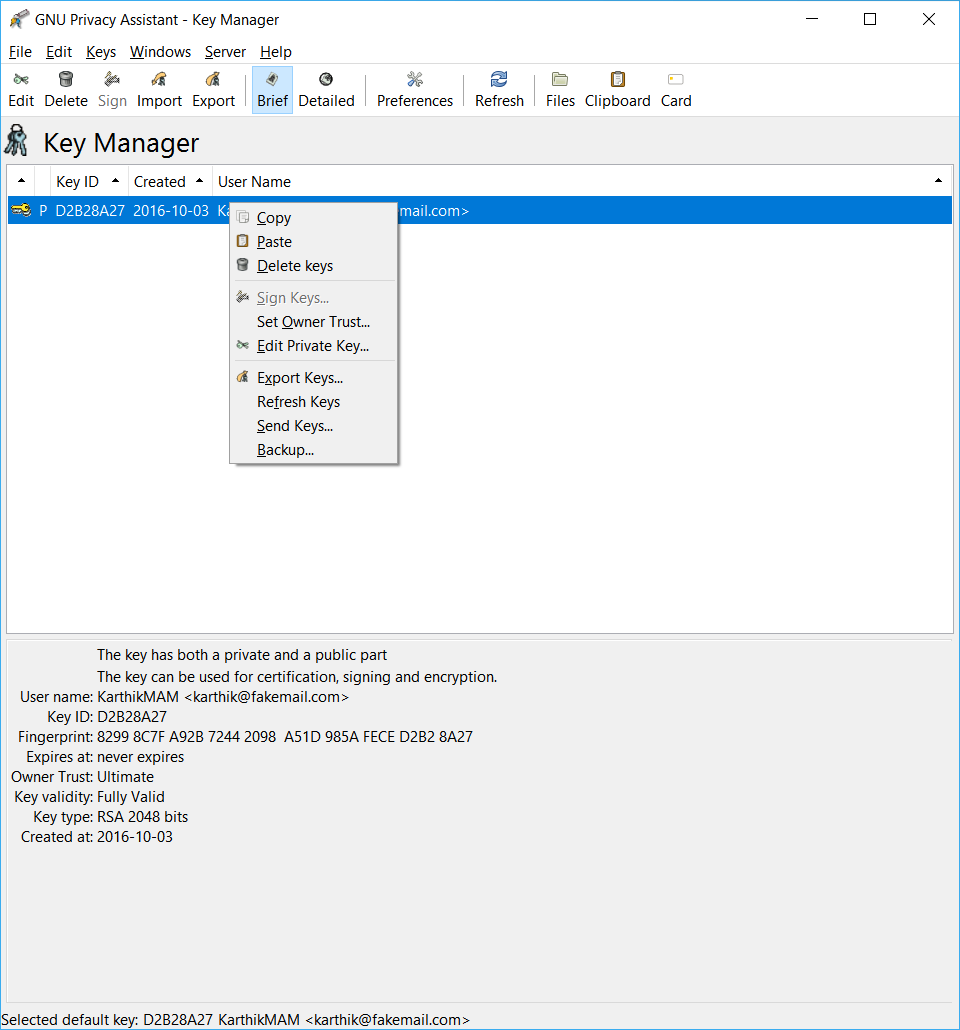 GNU Privacy Assistant - Key Manager
File Edit Keys Windows Server Help
Edit Delete Sign Import Export Brief Detailed Preferences Refresh Files Clipboard Card
Key Manager
Key ID Created User Name
P D2B28A27 2016-10-03 Ka mail.com>
Copy
Paste
Delete keys
Sign Keys...
Set Owner Trust...
Edit Private Key...
Export Keys...
Refresh Keys
Send Keys...
Backup...
The key has both a private and a public part
The key can be used for certification, signing and encryption.
User name: KarthikMAM <karthik@fakemail.com>
Key ID: D2B28A27
Fingerprint: 8299 8C7F A92B 7244 2098  A51D 985A FECE D2B2 8A27
Expires at: never expires
Owner Trust: Ultimate
Key validity: Fully Valid
Key type: RSA 2048 bits
Created at: 2016-10-03
Selected default key: D2B28A27 KarthikMAM <karthik@fakemail.com>